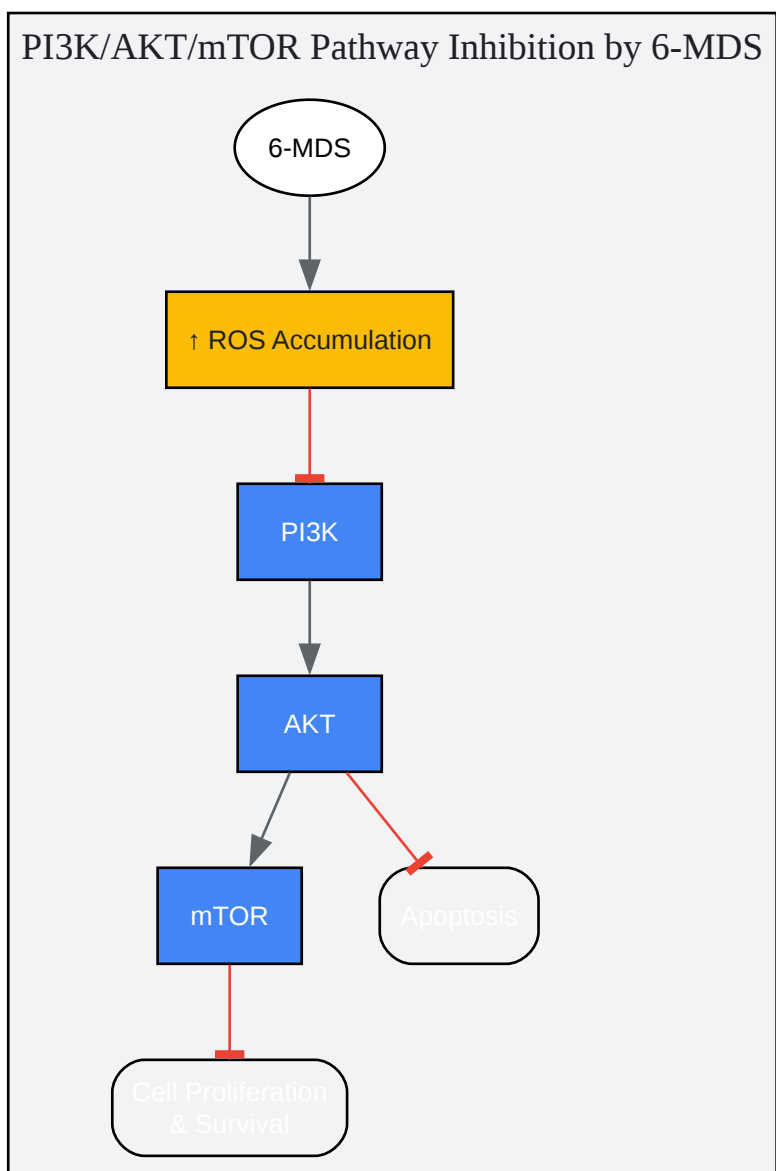 PI3K/AKT/mTOR Pathway Inhibition by 6-MDS
6-MDS
↑ ROS Accumulation
PI3K
AKT
mTOR
Apoptosis
Cell Proliferation
& Survival